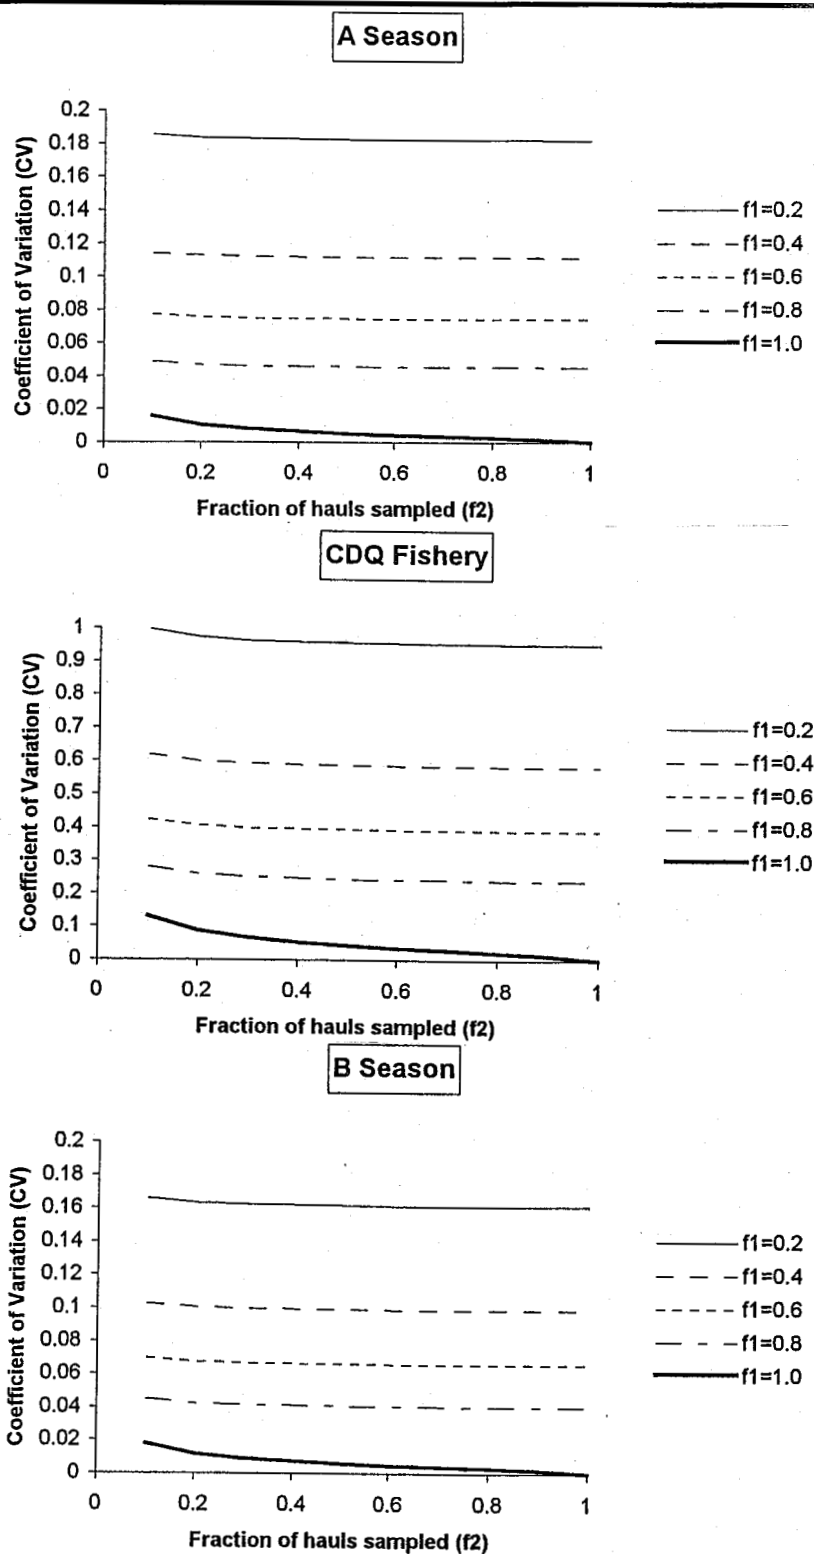 A Season
Coefficient of Variation (CV)
0.2
0.18
0.16
0.14
0.12
0.1
0.08
0.06
0.04
0.02
0
0 0.2 0.4 0.6 0.8 1
Fraction of hauls sampled (f2)
f1=0.2
f1=0.4
f1=0.6
f1=0.8
f1=1.0
CDQ Fishery
Coefficient of Variation (CV)
1
0.9
0.8
0.7
0.6
0.5
0.4
0.3
0.2
0.1
0
0 0.2 0.4 0.6 0.8 1
Fraction of hauls sampled (f2)
f1=0.2
f1=0.4
f1=0.6
f1=0.8
f1=1.0
B Season
Coefficient of Variation (CV)
0.2
0.18
0.16
0.14
0.12
0.1
0.08
0.06
0.04
0.02
0
0 0.2 0.4 0.6 0.8 1
Fraction of hauls sampled (f2)
f1=0.2
f1=0.4
f1=0.6
f1=0.8
f1=1.0